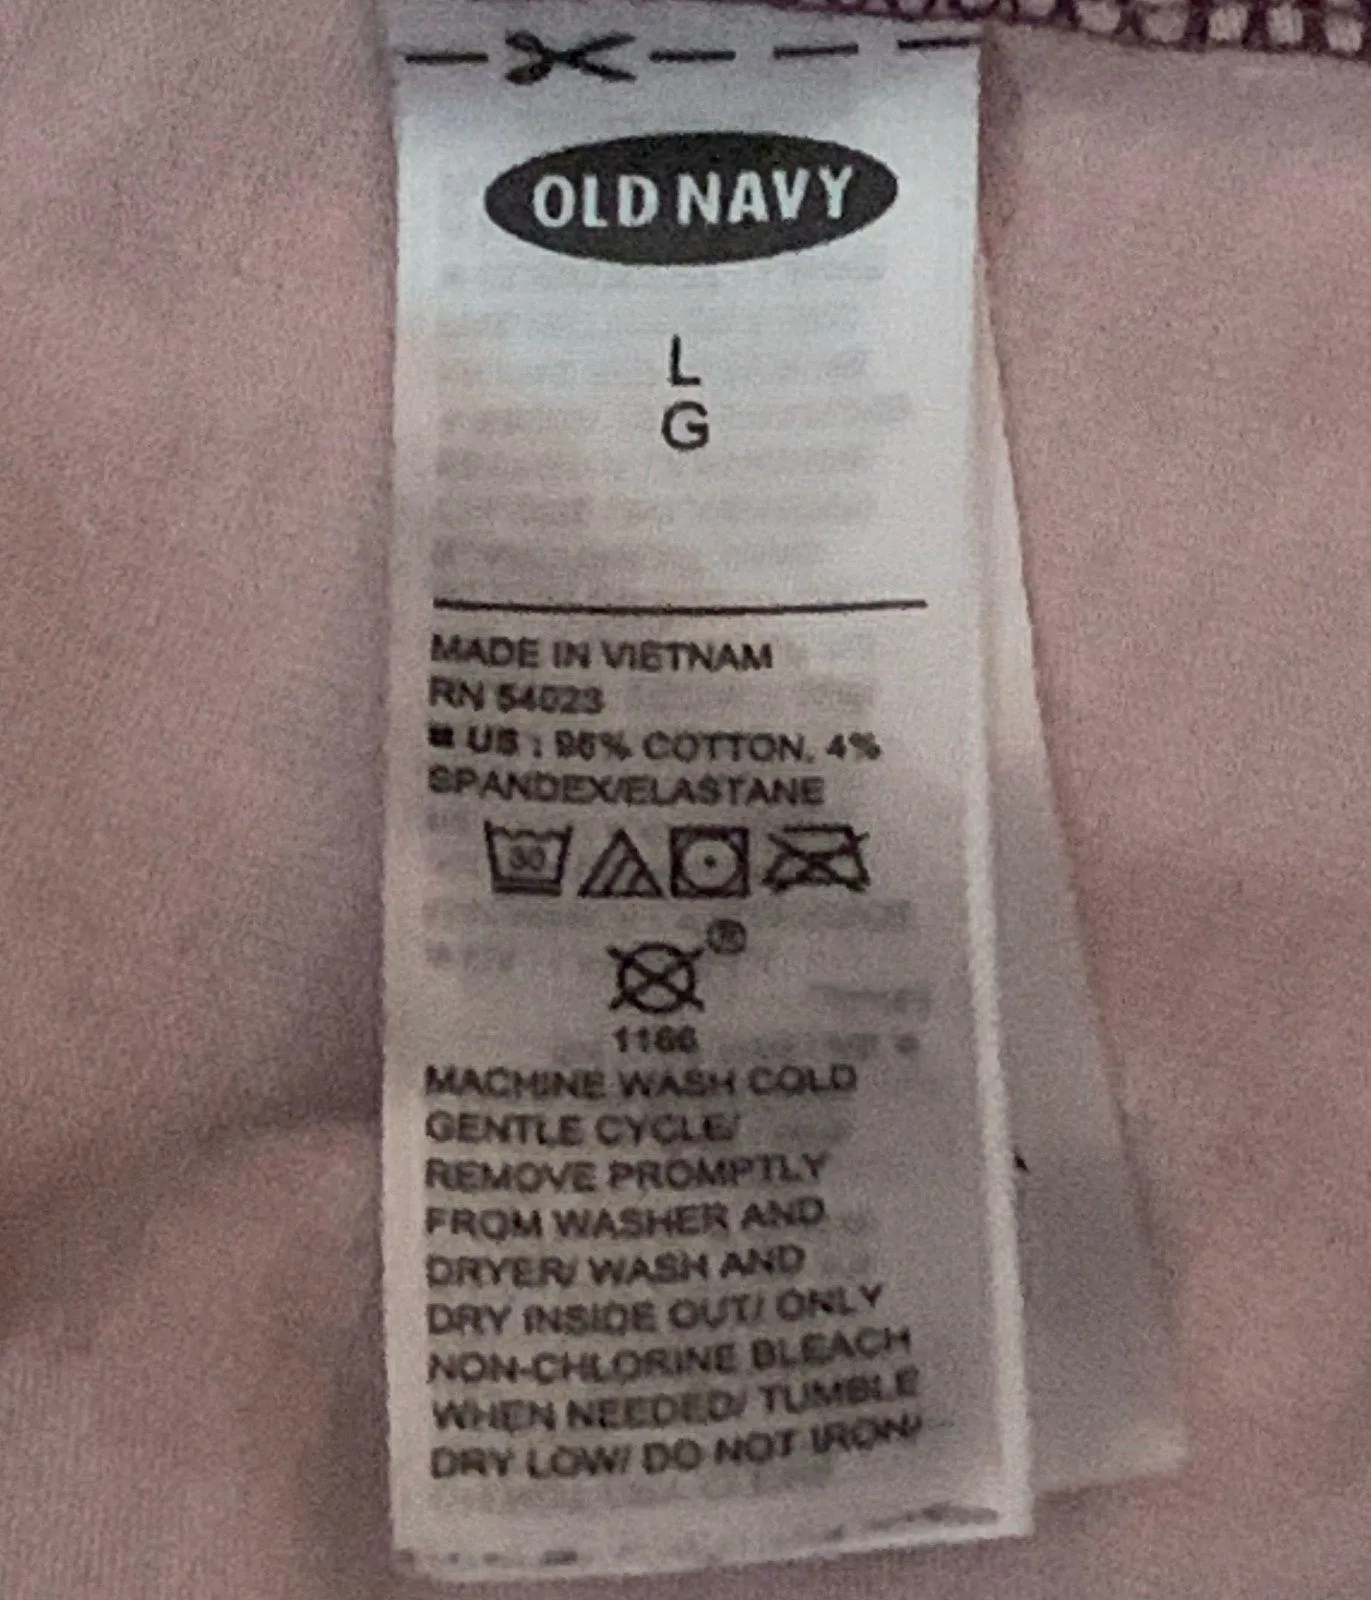 OLD NAVY
L
G
MADE IN VIETNAM
RN 54023
US : 96% COTTON, 4%
SPANDEX/ELASTANE
30
®
1166
MACHINE WASH COLD
GENTLE CYCLE/
REMOVE PROMPTLY
FROM WASHER AND
DRYER/ WASH AND
DRY INSIDE OUT/ ONLY
NON-CHLORINE BLEACH
WHEN NEEDED/ TUMBLE
DRY LOW/ DO NOT IRON/